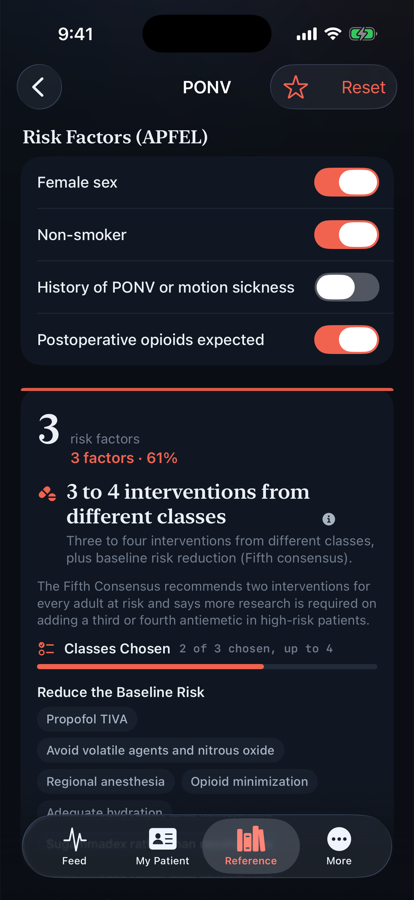 9:41
PONV
Reset
Risk Factors (APFEL)
Female sex
Non-smoker
History of PONV or motion sickness
Postoperative opioids expected
3 risk factors
3 factors · 61%
3 to 4 interventions from
different classes
Three to four interventions from different classes,
plus baseline risk reduction (Fifth consensus).
The Fifth Consensus recommends two interventions for
every adult at risk and says more research is required on
adding a third or fourth antiemetic in high-risk patients.
Classes Chosen 2 of 3 chosen, up to 4
Reduce the Baseline Risk
Propofol TIVA
Avoid volatile agents and nitrous oxide
Regional anesthesia Opioid minimization
Adequate hydration
Feed My Patient Reference More